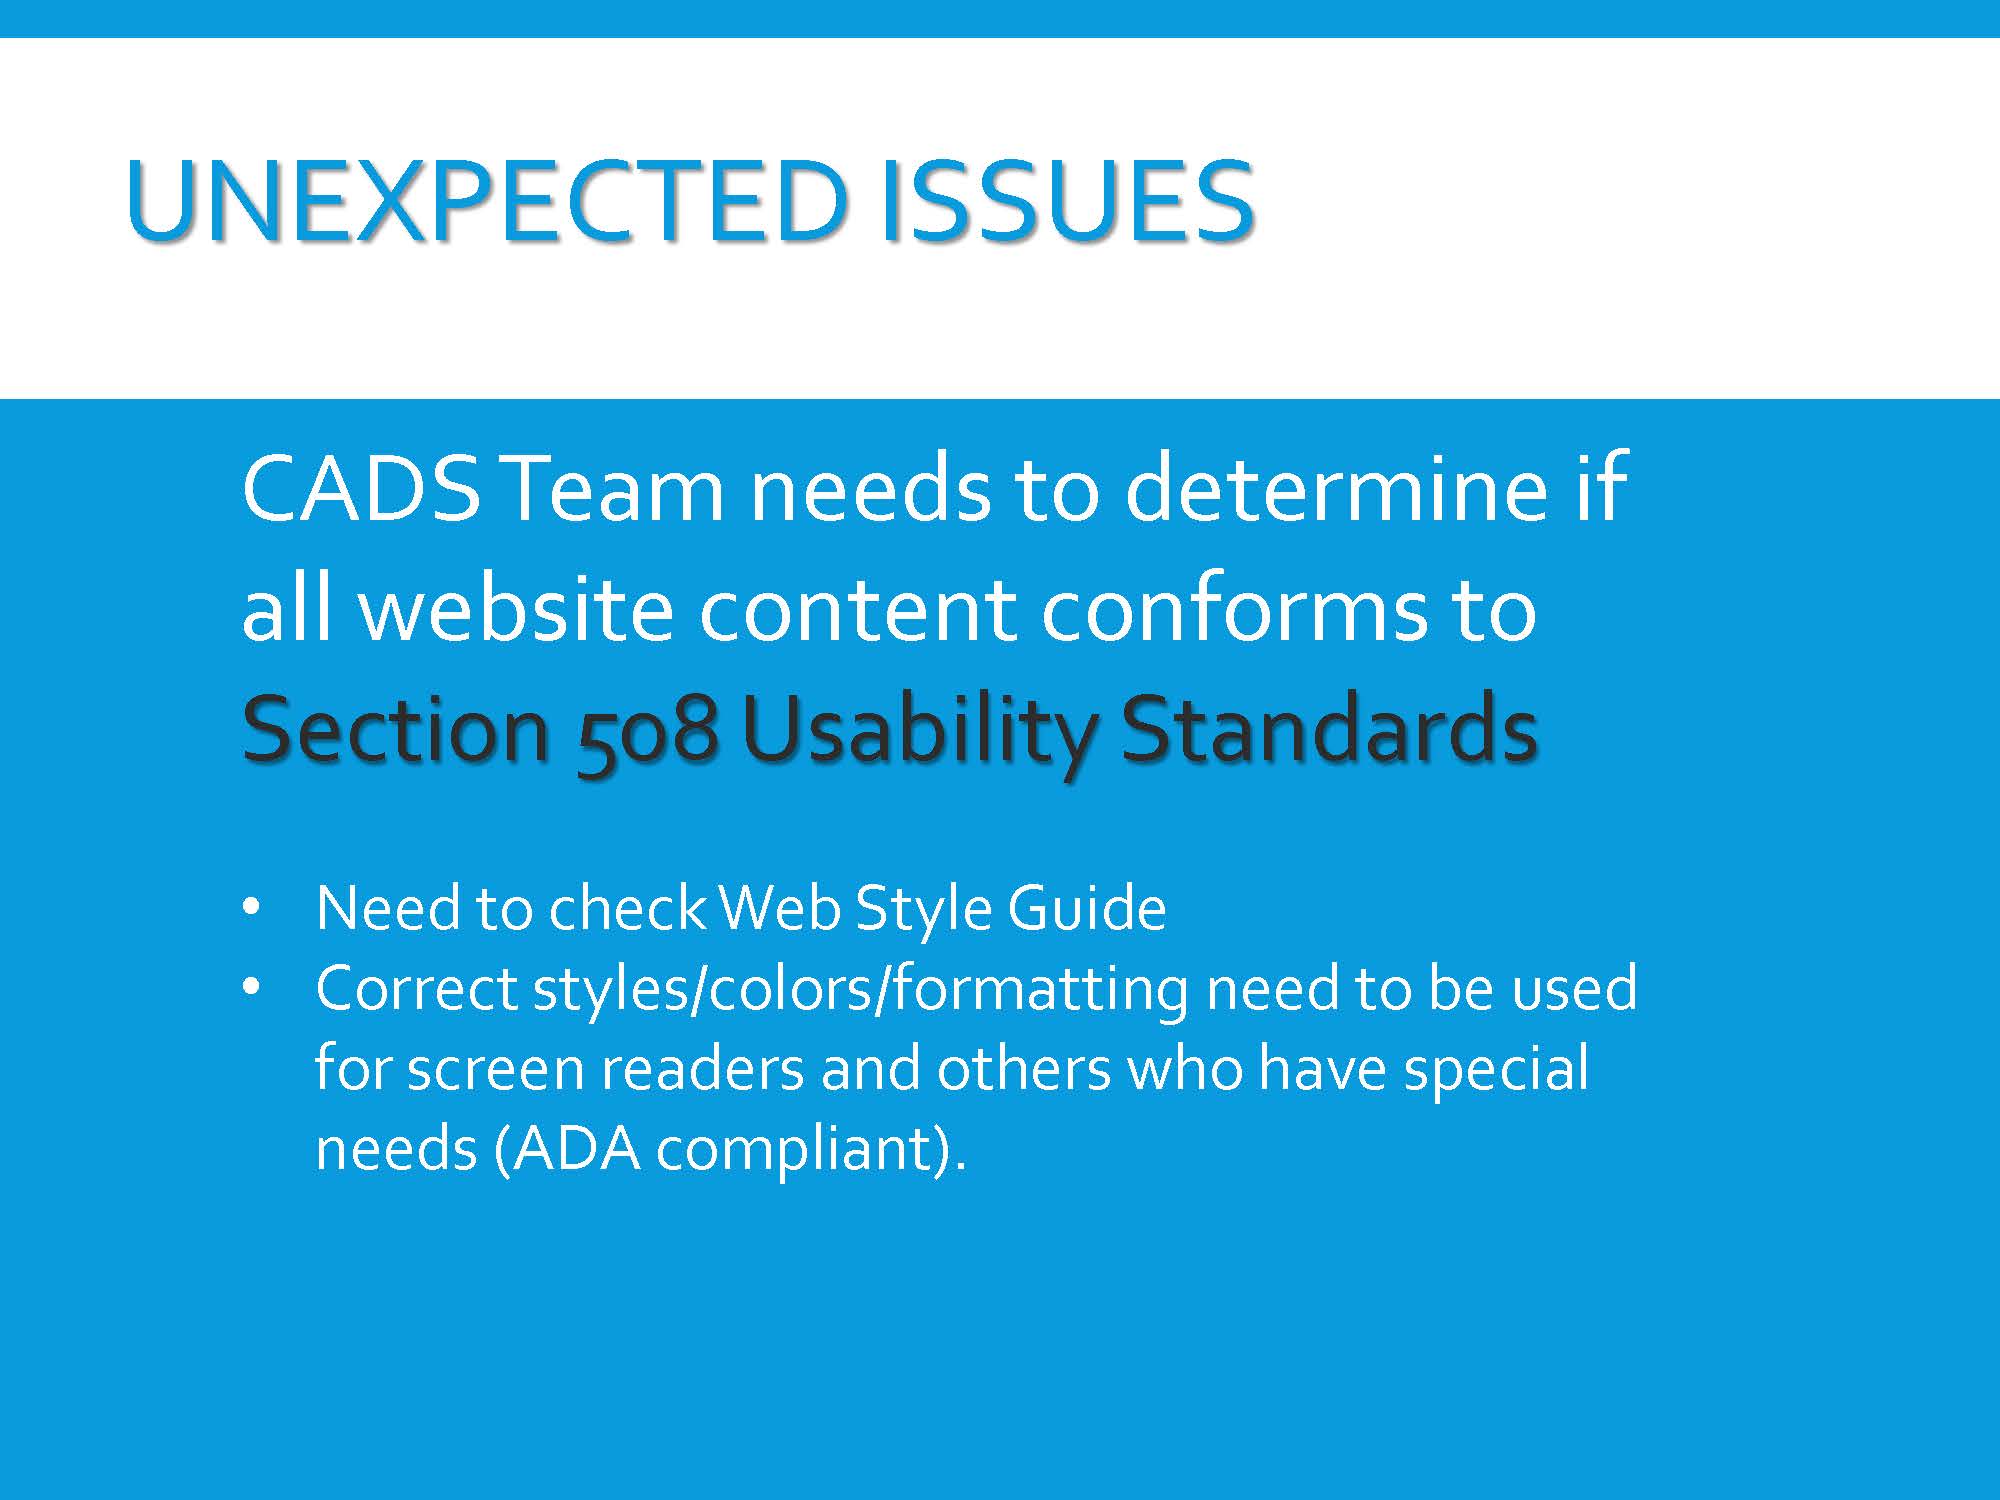 UNEXPECTED ISSUES
CADS Team needs to determine if
all website content conforms to
Section 508 Usability Standards
• Need to check Web Style Guide
• Correct styles/colors/formatting need to be used
for screen readers and others who have special
needs (ADA compliant).